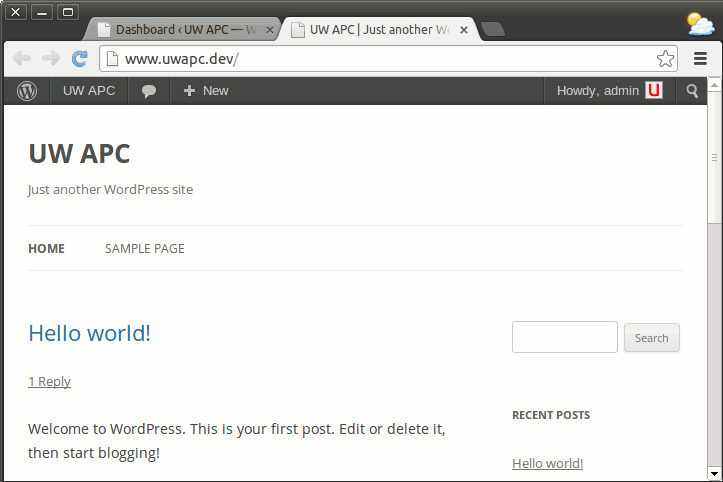 Dashboard ‹ UW APC — W
UW APC | Just another We
www.uwapc.dev/
UW APC
New
Howdy, admin
U
UW APC
Just another WordPress site
HOME
SAMPLE PAGE
Hello world!
Search
1 Reply
RECENT POSTS
Welcome to WordPress. This is your first post. Edit or delete it,
then start blogging!
Hello world!